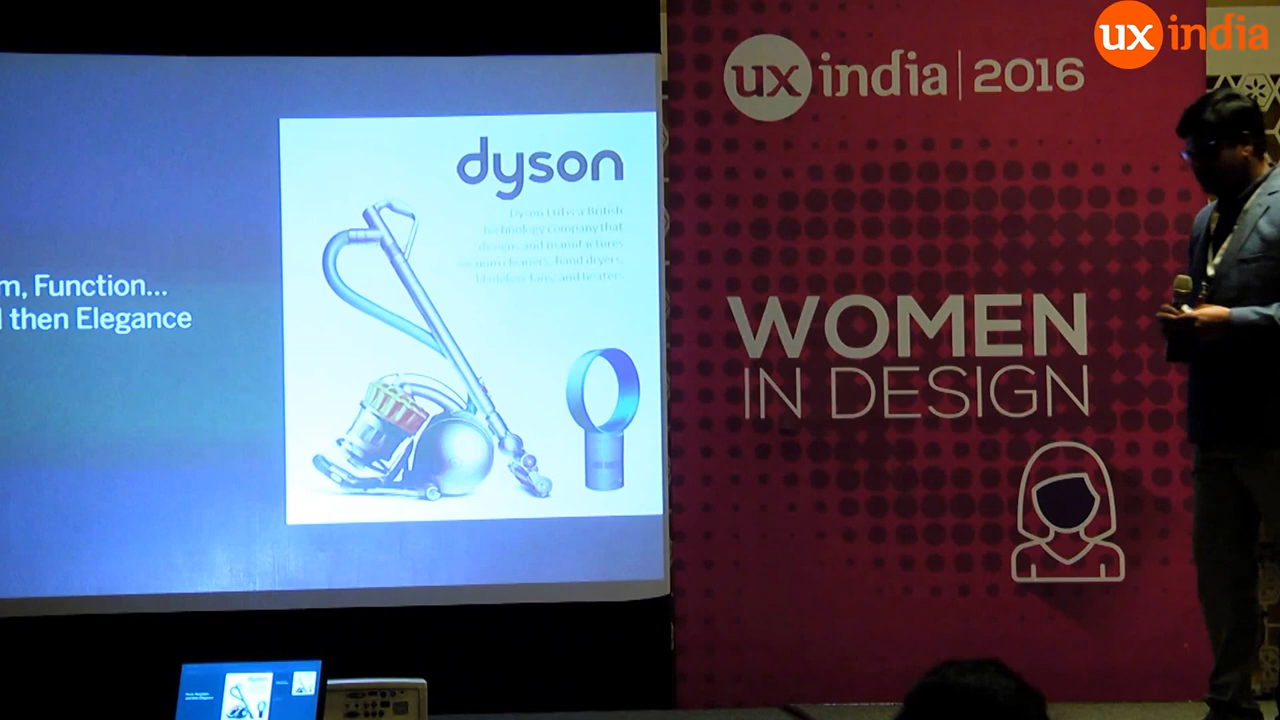 m, Function...
then Elegance
dyson
Dyson Ltd is a British
technology company that
designs and manufactures
vacuum cleaners, hand dryers,
bladeless fans, and heaters
ux india | 2016
WOMEN
IN DESIGN
ux india